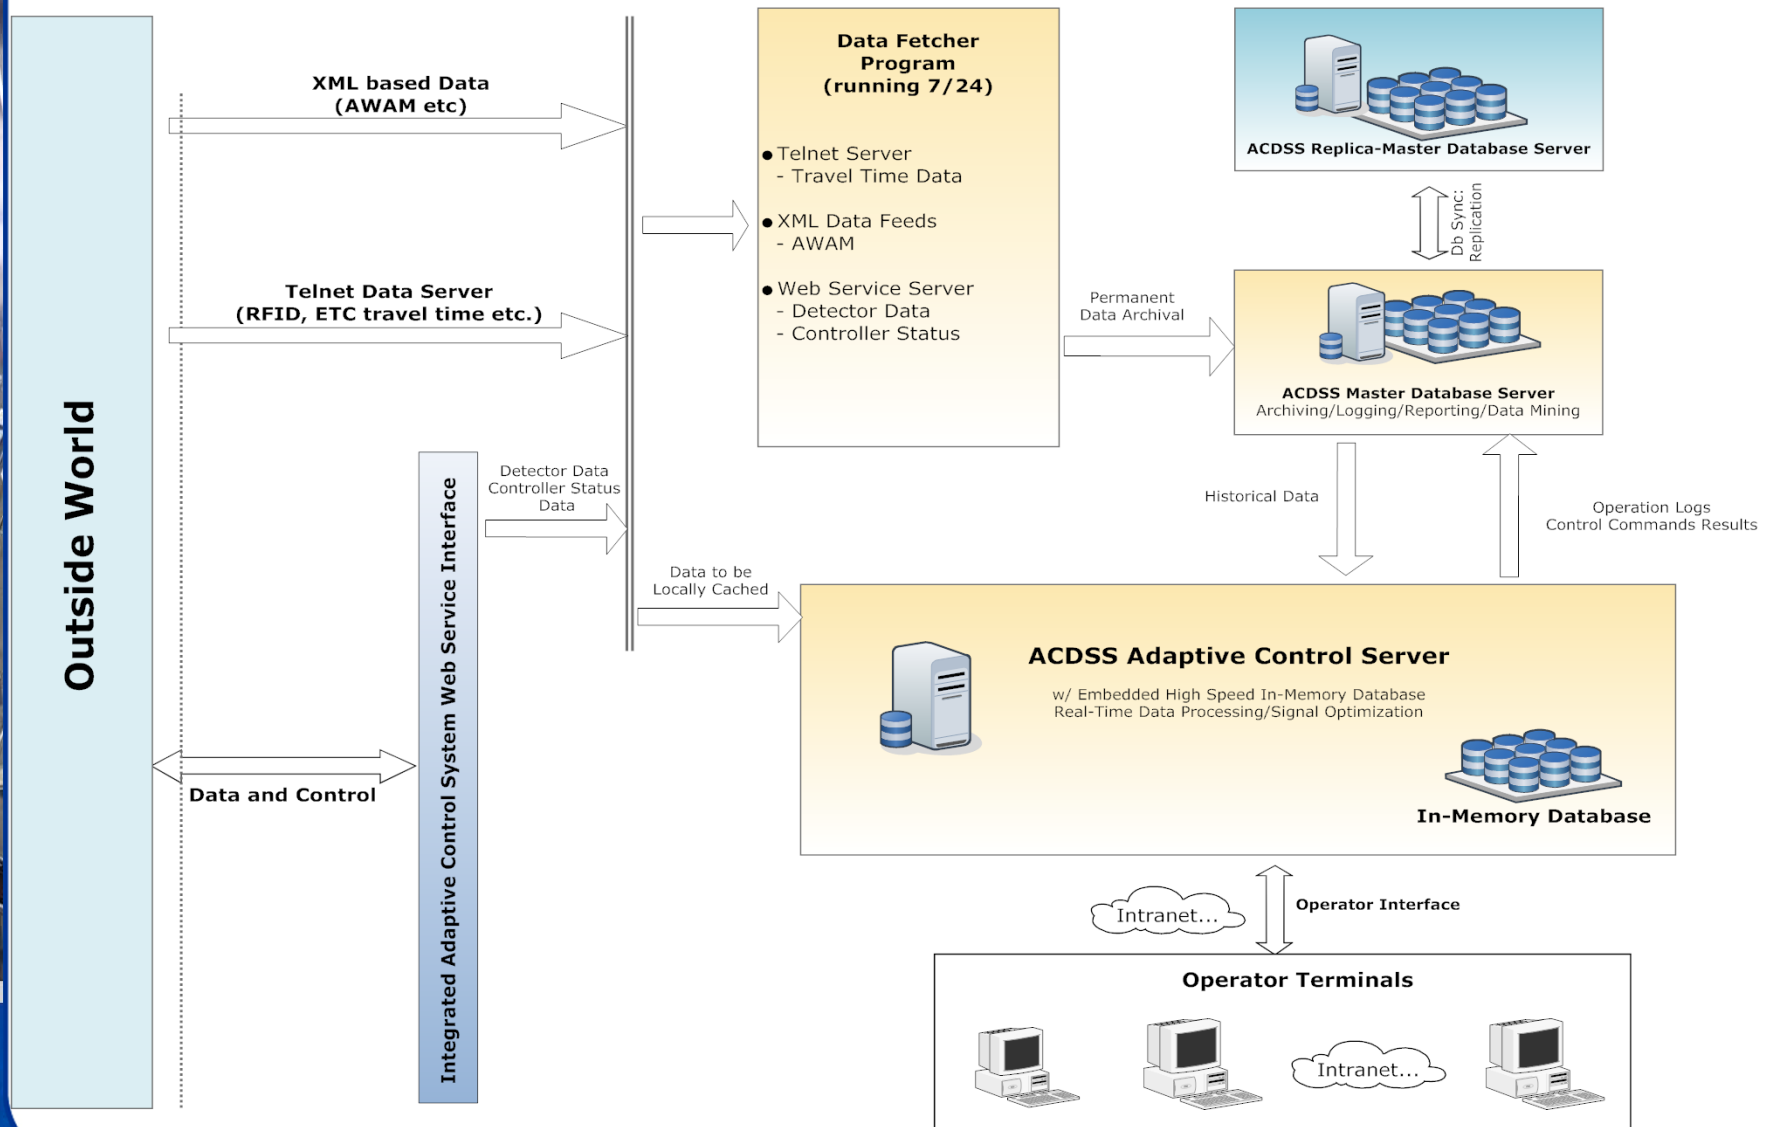 Outside World
XML based Data
(AWAM etc)
Telnet Data Server
(RFID, ETC travel time etc.)
Data and Control
Integrated Adaptive Control System Web Service Interface
Detector Data
Controller Status
Data
Data Fetcher
Program
(running 7/24)
● Telnet Server
- Travel Time Data
● XML Data Feeds
- AWAM
● Web Service Server
- Detector Data
- Controller Status
Permanent
Data Archival
ACDSS Replica-Master Database Server
Db Sync:
Replication
ACDSS Master Database Server
Archiving/Logging/Reporting/Data Mining
Historical Data
Operation Logs
Control Commands Results
Data to be
Locally Cached
ACDSS Adaptive Control Server
w/ Embedded High Speed In-Memory Database
Real-Time Data Processing/Signal Optimization
In-Memory Database
Intranet...
Operator Interface
Operator Terminals
Intranet...